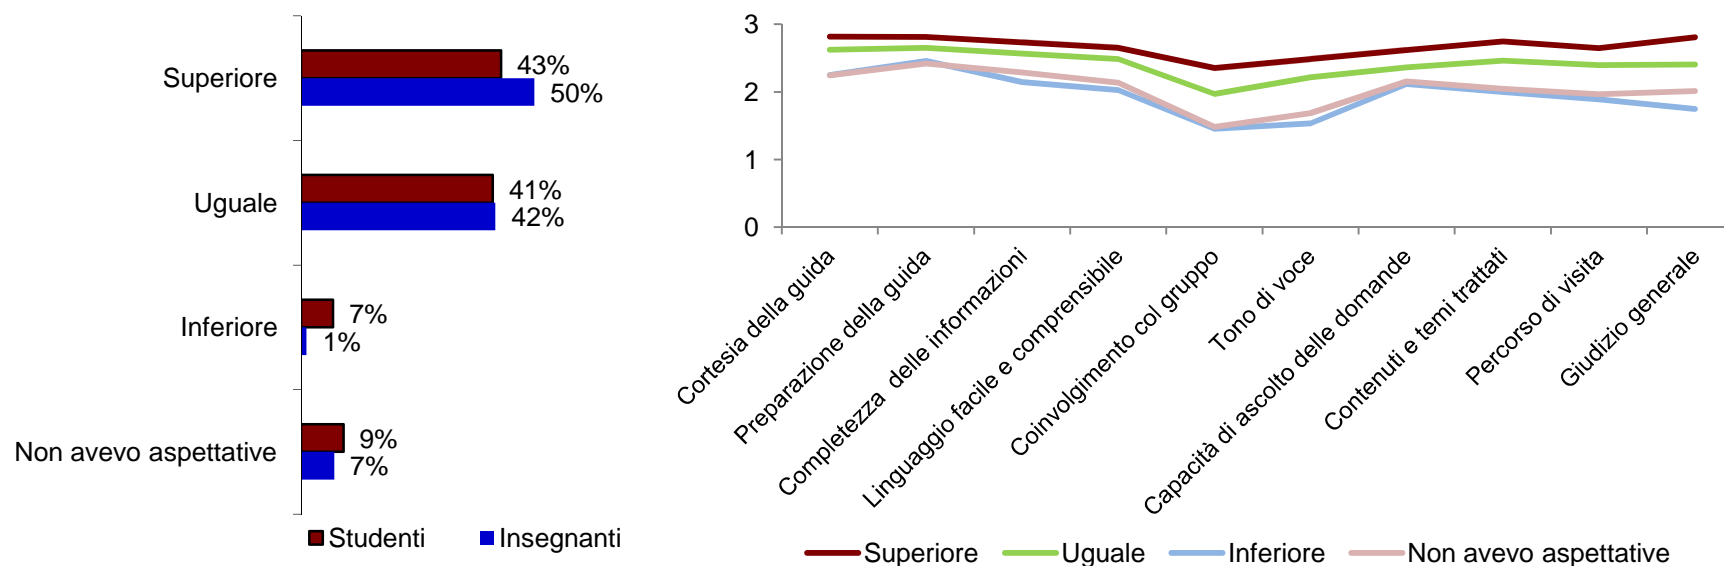 Superiore
43%
50%
Uguale
41%
42%
Inferiore
7%
1%
Non avevo aspettative
9%
7%
Studenti
Insegnanti
3
2
1
0
Cortesia della guida
Preparazione della guida
Completezza delle informazioni
Linguaggio facile e comprensibile
Coinvolgimento col gruppo
Tono di voce
Capacità di ascolto delle domande
Contenuti e temi trattati
Percorso di visita
Giudizio generale
Superiore
Uguale
Inferiore
Non avevo aspettative